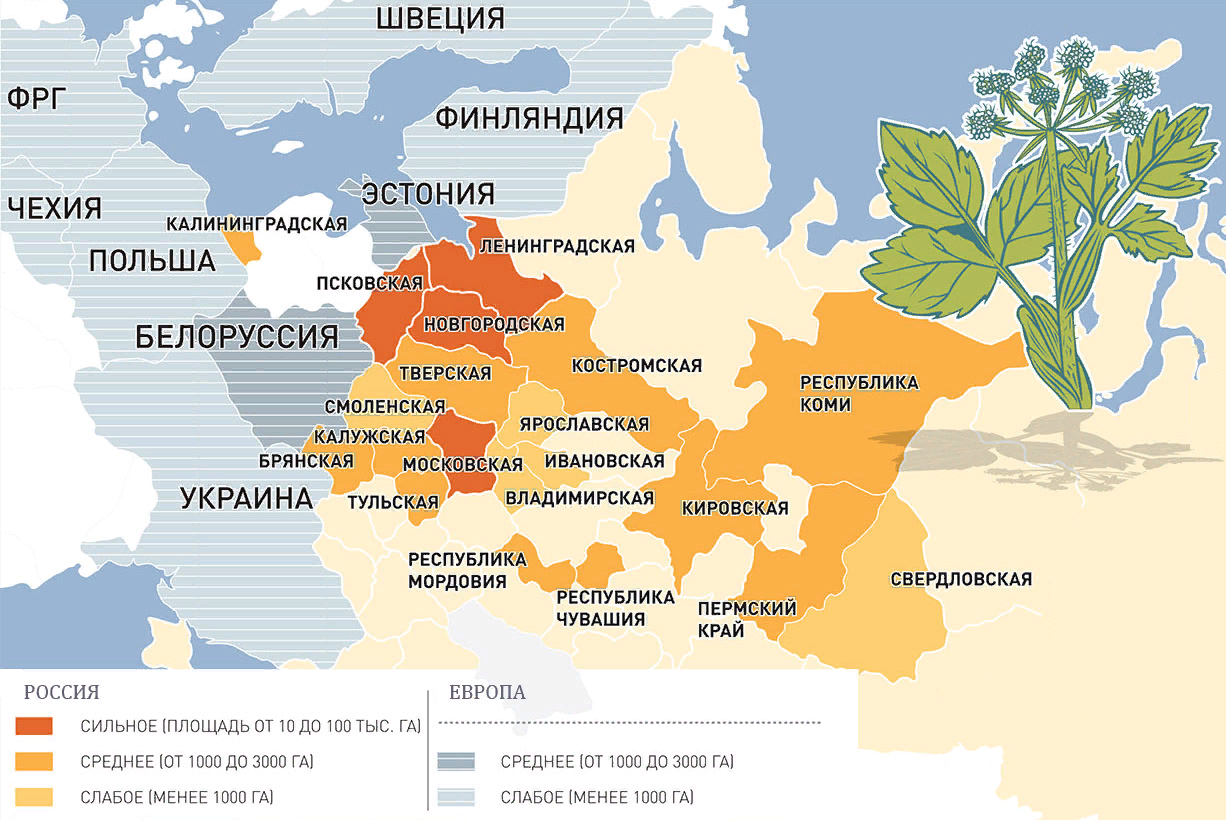 ШВЕЦИЯ
ФРГ
ФИНЛЯНДИЯ
ЭСТОНИЯ
ЧЕХИЯ
КАЛИНИНГРАДСКАЯ
ЛЕНИНГРАДСКАЯ
ПОЛЬША
ПСКОВСКАЯ
НОВГОРОДСКАЯ
БЕЛОРУССИЯ
КОСТРОМСКАЯ
ТВЕРСКАЯ
РЕСПУБЛИКА
КОМИ
СМОЛЕНСКАЯ
ЯРОСЛАВСКАЯ
КАЛУЖСКАЯ
БРЯНСКАЯ
МОСКОВСКАЯ
ИВАНОВСКАЯ
УКРАИНА
ТУЛЬСКАЯ
ВЛАДИМИРСКАЯ
КИРОВСКАЯ
РЕСПУБЛИКА
МОРДОВИЯ
СВЕРДЛОВСКАЯ
РЕСПУБЛИКА
ЧУВАШИЯ
ПЕРМСКИЙ
КРАЙ
РОССИЯ
СИЛЬНОЕ (ПЛОЩАДЬ ОТ 10 ДО 100 ТЫС. ГА)
СРЕДНЕЕ (ОТ 1000 ДО 3000 ГА)
СЛАБОЕ (МЕНЕЕ 1000 ГА)
ЕВРОПА
СРЕДНЕЕ (ОТ 1000 ДО 3000 ГА)
СЛАБОЕ (МЕНЕЕ 1000 ГА)